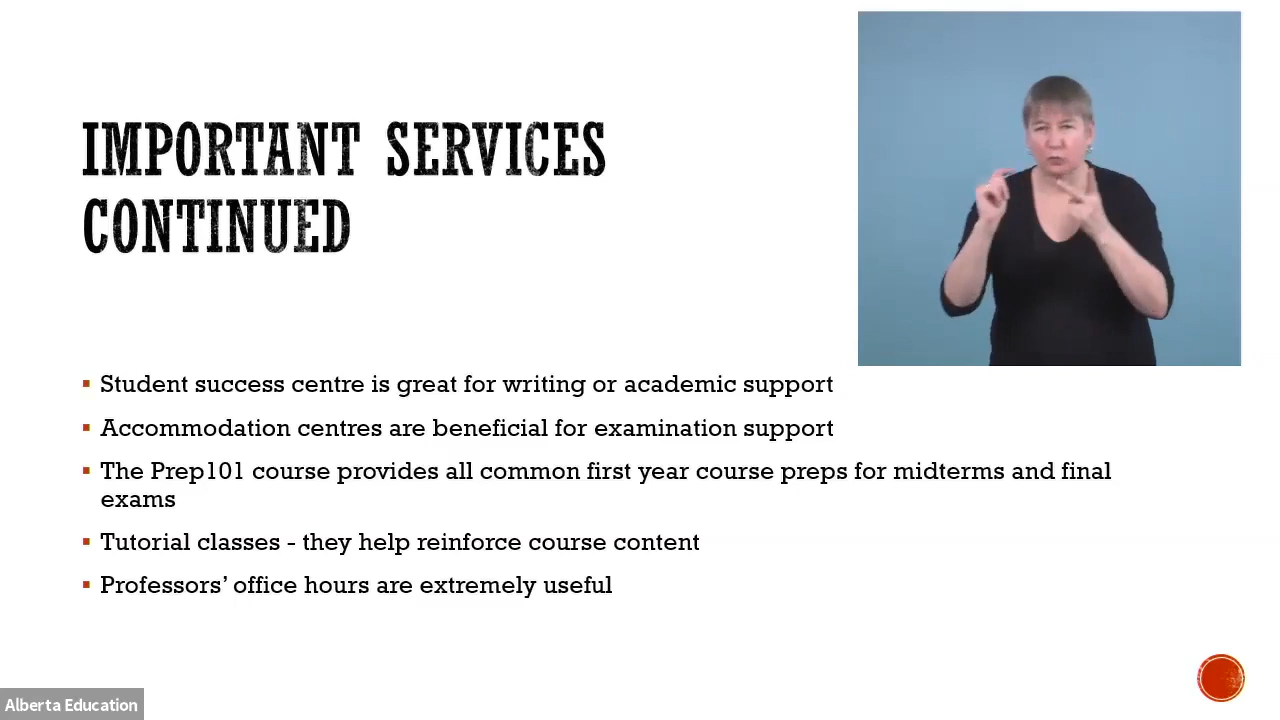 IMPORTANT SERVICES
CONTINUED
▪ Student success centre is great for writing or academic support
▪ Accommodation centres are beneficial for examination support
▪ The Prep101 course provides all common first year course preps for midterms and final
exams
▪ Tutorial classes - they help reinforce course content
▪ Professors’ office hours are extremely useful
Alberta Education